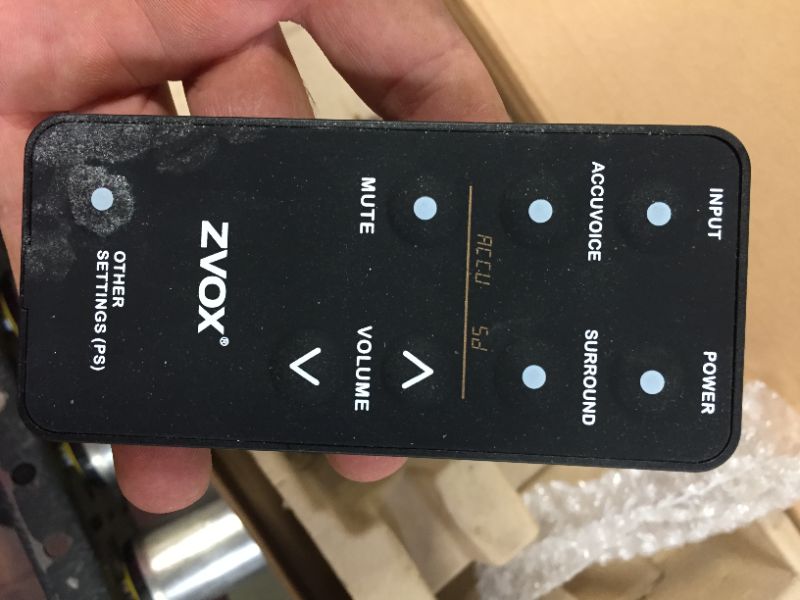 INPUT POWER
ACCUVOICE SURROUND
ACCU Sd
MUTE VOLUME
ZVOX®
OTHER
SETTINGS (PS)